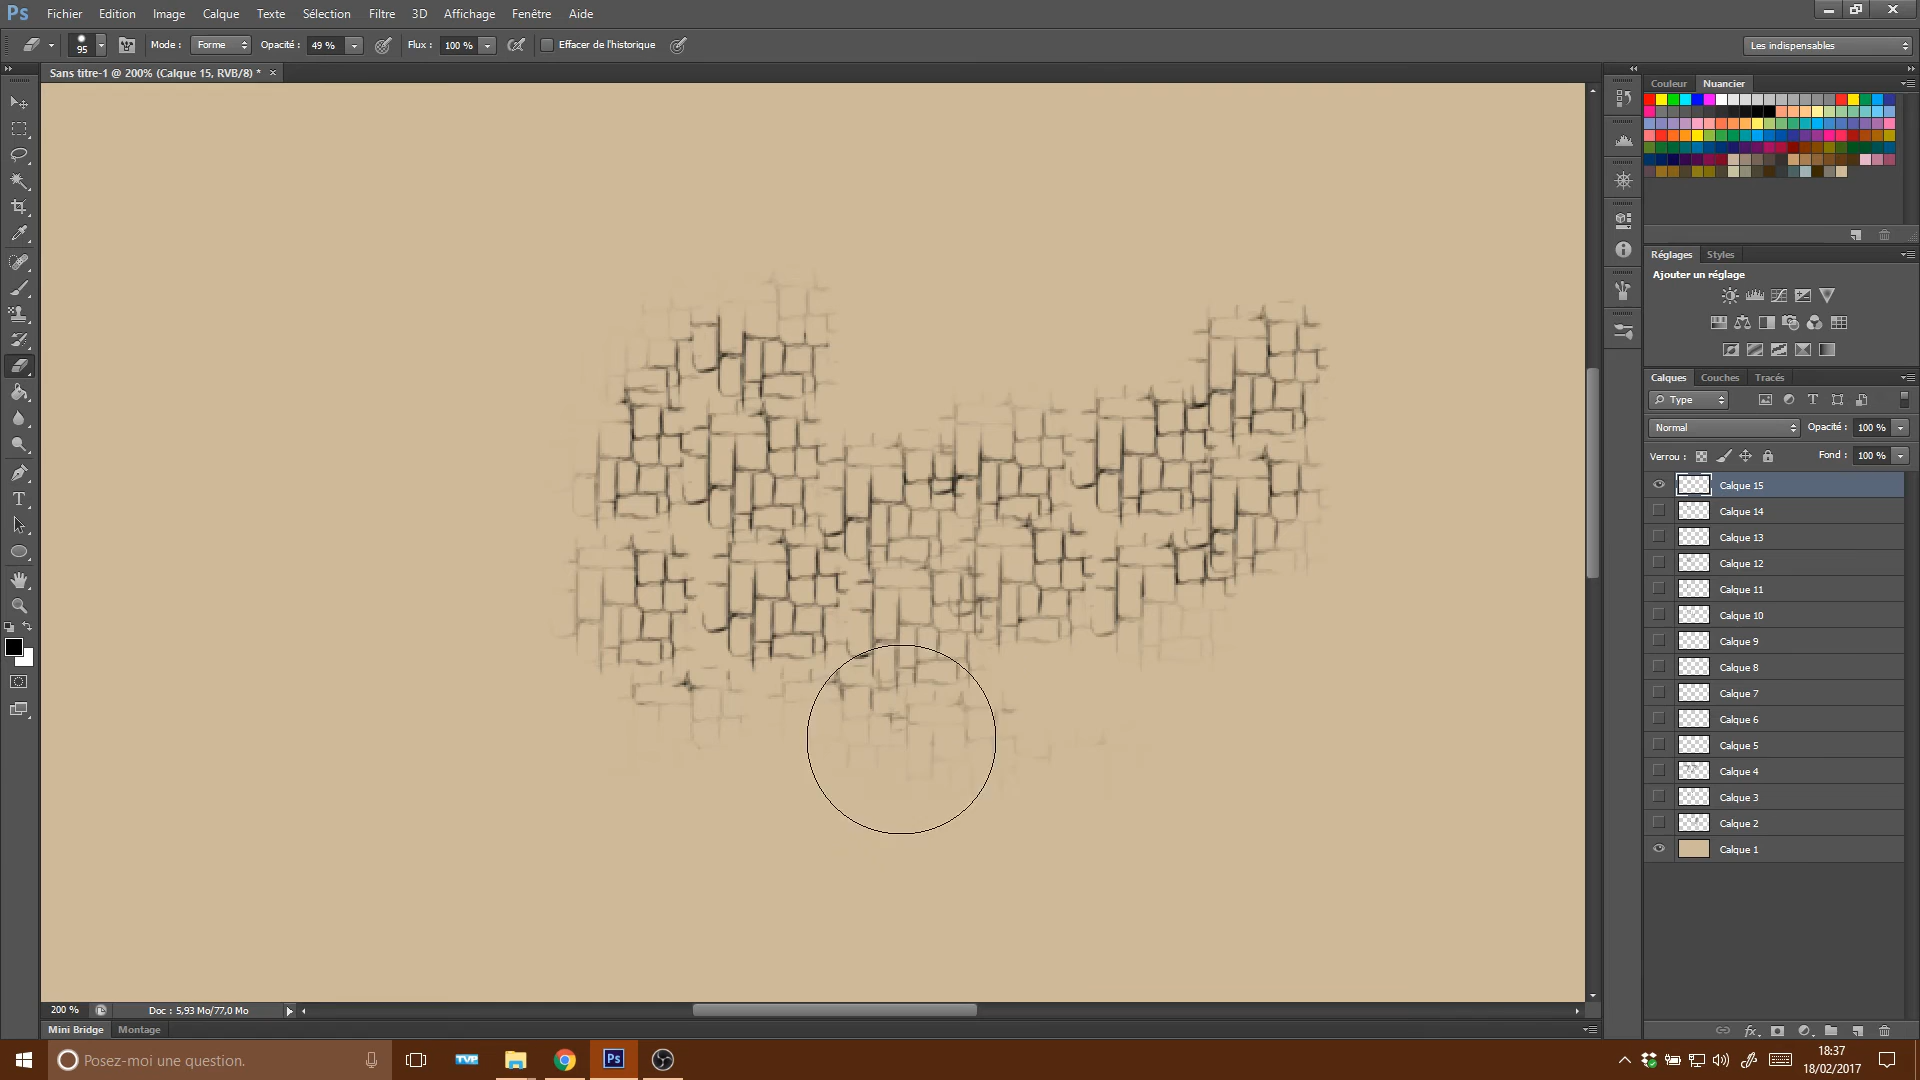 Ps Fichier Edition Image Calque Texte Sélection Filtre 3D Affichage Fenêtre Aide
95 Mode : Forme Opacité : 49 % Flux : 100 % Effacer de l'historique Les indispensables
Sans titre-1 @ 200% (Calque 15, RVB/8) * ×
Couleur Nuancier
Réglages Styles
Ajouter un réglage
Calques Couches Tracés
Type
Normal Opacité : 100 %
Verrou : Fond : 100 %
Calque 15
Calque 14
Calque 13
Calque 12
Calque 11
Calque 10
Calque 9
Calque 8
Calque 7
Calque 6
Calque 5
Calque 4
Calque 3
Calque 2
Calque 1
200 % Doc : 5,93 Mo/77,0 Mo
Mini Bridge Montage
Posez-moi une question. TVP Ps
18:37
18/02/2017